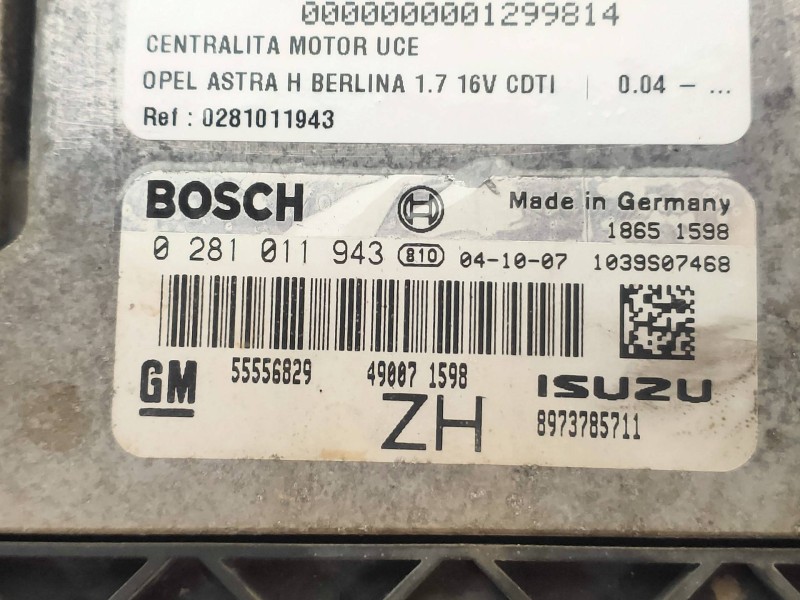 0000000001299814
CENTRALITA MOTOR UCE
OPEL ASTRA H BERLINA 1.7 16V CDTI | 0.04 - ...
Ref : 0281011943
BOSCH Made in Germany
1865 1598
0 281 011 943 810 04-10-07 1039S07468
GM 55556829 49007 1598 ISUZU
ZH 8973785711